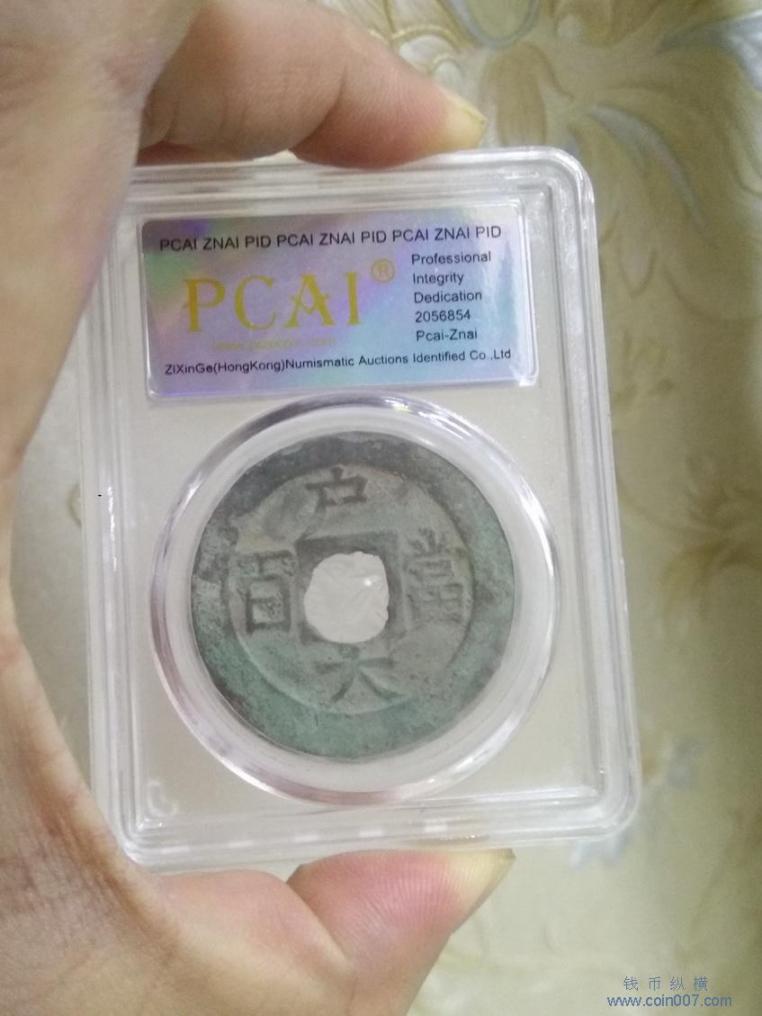 PCAI ZNAI PID PCAI ZNAI PID PCAI ZNAI PID
PCAI®
Professional
Integrity
Dedication
2056854
Pcai-Znai
ZiXinGe(HongKong)Numismatic Auctions Identified Co.,Ltd
户
百 當
大
钱币纵横
www.coin007.com